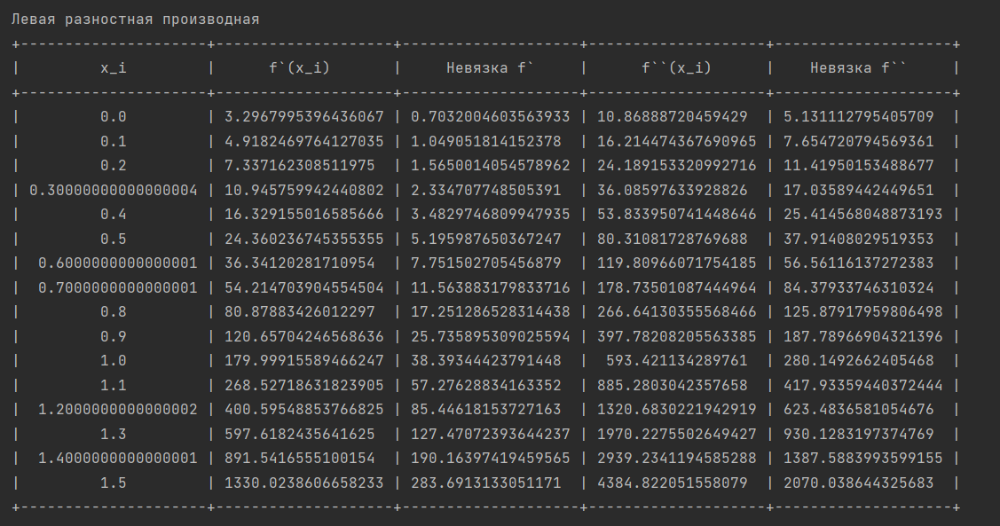 Левая разностная производная
+---------------------+--------------------+--------------------+--------------------+--------------------+
|         x_i         |      f`(x_i)       |     Невязка f`     |      f``(x_i)      |    Невязка f``     |
+---------------------+--------------------+--------------------+--------------------+--------------------+
|         0.0         | 3.2967995396436067 | 0.7032004603563933 | 10.86888720459429  | 5.131112795405709  |
|         0.1         | 4.9182469764127035 | 1.049051814152378  | 16.214474367690965 | 7.654720794569361  |
|         0.2         | 7.337162308511975  | 1.5650014054578962 | 24.189153320992716 | 11.41950153488677  |
| 0.30000000000000004 | 10.945759942440802 | 2.334707748505391  | 36.08597633928826  | 17.03589442449651  |
|         0.4         | 16.329155016585666 | 3.4829746809947935 | 53.833950741448646 | 25.414568048873193 |
|         0.5         | 24.360236745355355 | 5.195987650367247  | 80.31081728769688  | 37.91408029519353  |
|  0.6000000000000001 | 36.34120281710954  | 7.751502705456879  | 119.80966071754185 | 56.56116137272383  |
|  0.7000000000000001 | 54.214703904554504 | 11.563883179833716 | 178.73501087444964 | 84.37933746310324  |
|         0.8         | 80.87883426012297  | 17.251286528314438 | 266.64130355568466 | 125.87917959806498 |
|         0.9         | 120.65704246568636 | 25.735895309025594 | 397.78208205563385 | 187.78966904321396 |
|         1.0         | 179.99915589466247 | 38.39344423791448  |  593.421134289761  | 280.1492662405468  |
|         1.1         | 268.52718631823905 | 57.27628834163352  | 885.2803042357658  | 417.93359440372444 |
|  1.2000000000000002 | 400.59548853766825 | 85.44618153727163  | 1320.6830221942919 | 623.4836581054676  |
|         1.3         | 597.6182435641625  | 127.47072393644237 | 1970.2275502649427 | 930.1283197374769  |
|  1.4000000000000001 | 891.5416555100154  | 190.16397419459565 | 2939.2341194585288 | 1387.5883993599155 |
|         1.5         | 1330.0238606658233 | 283.6913133051171  | 4384.822051558079  | 2070.038644325683  |
+---------------------+--------------------+--------------------+--------------------+--------------------+